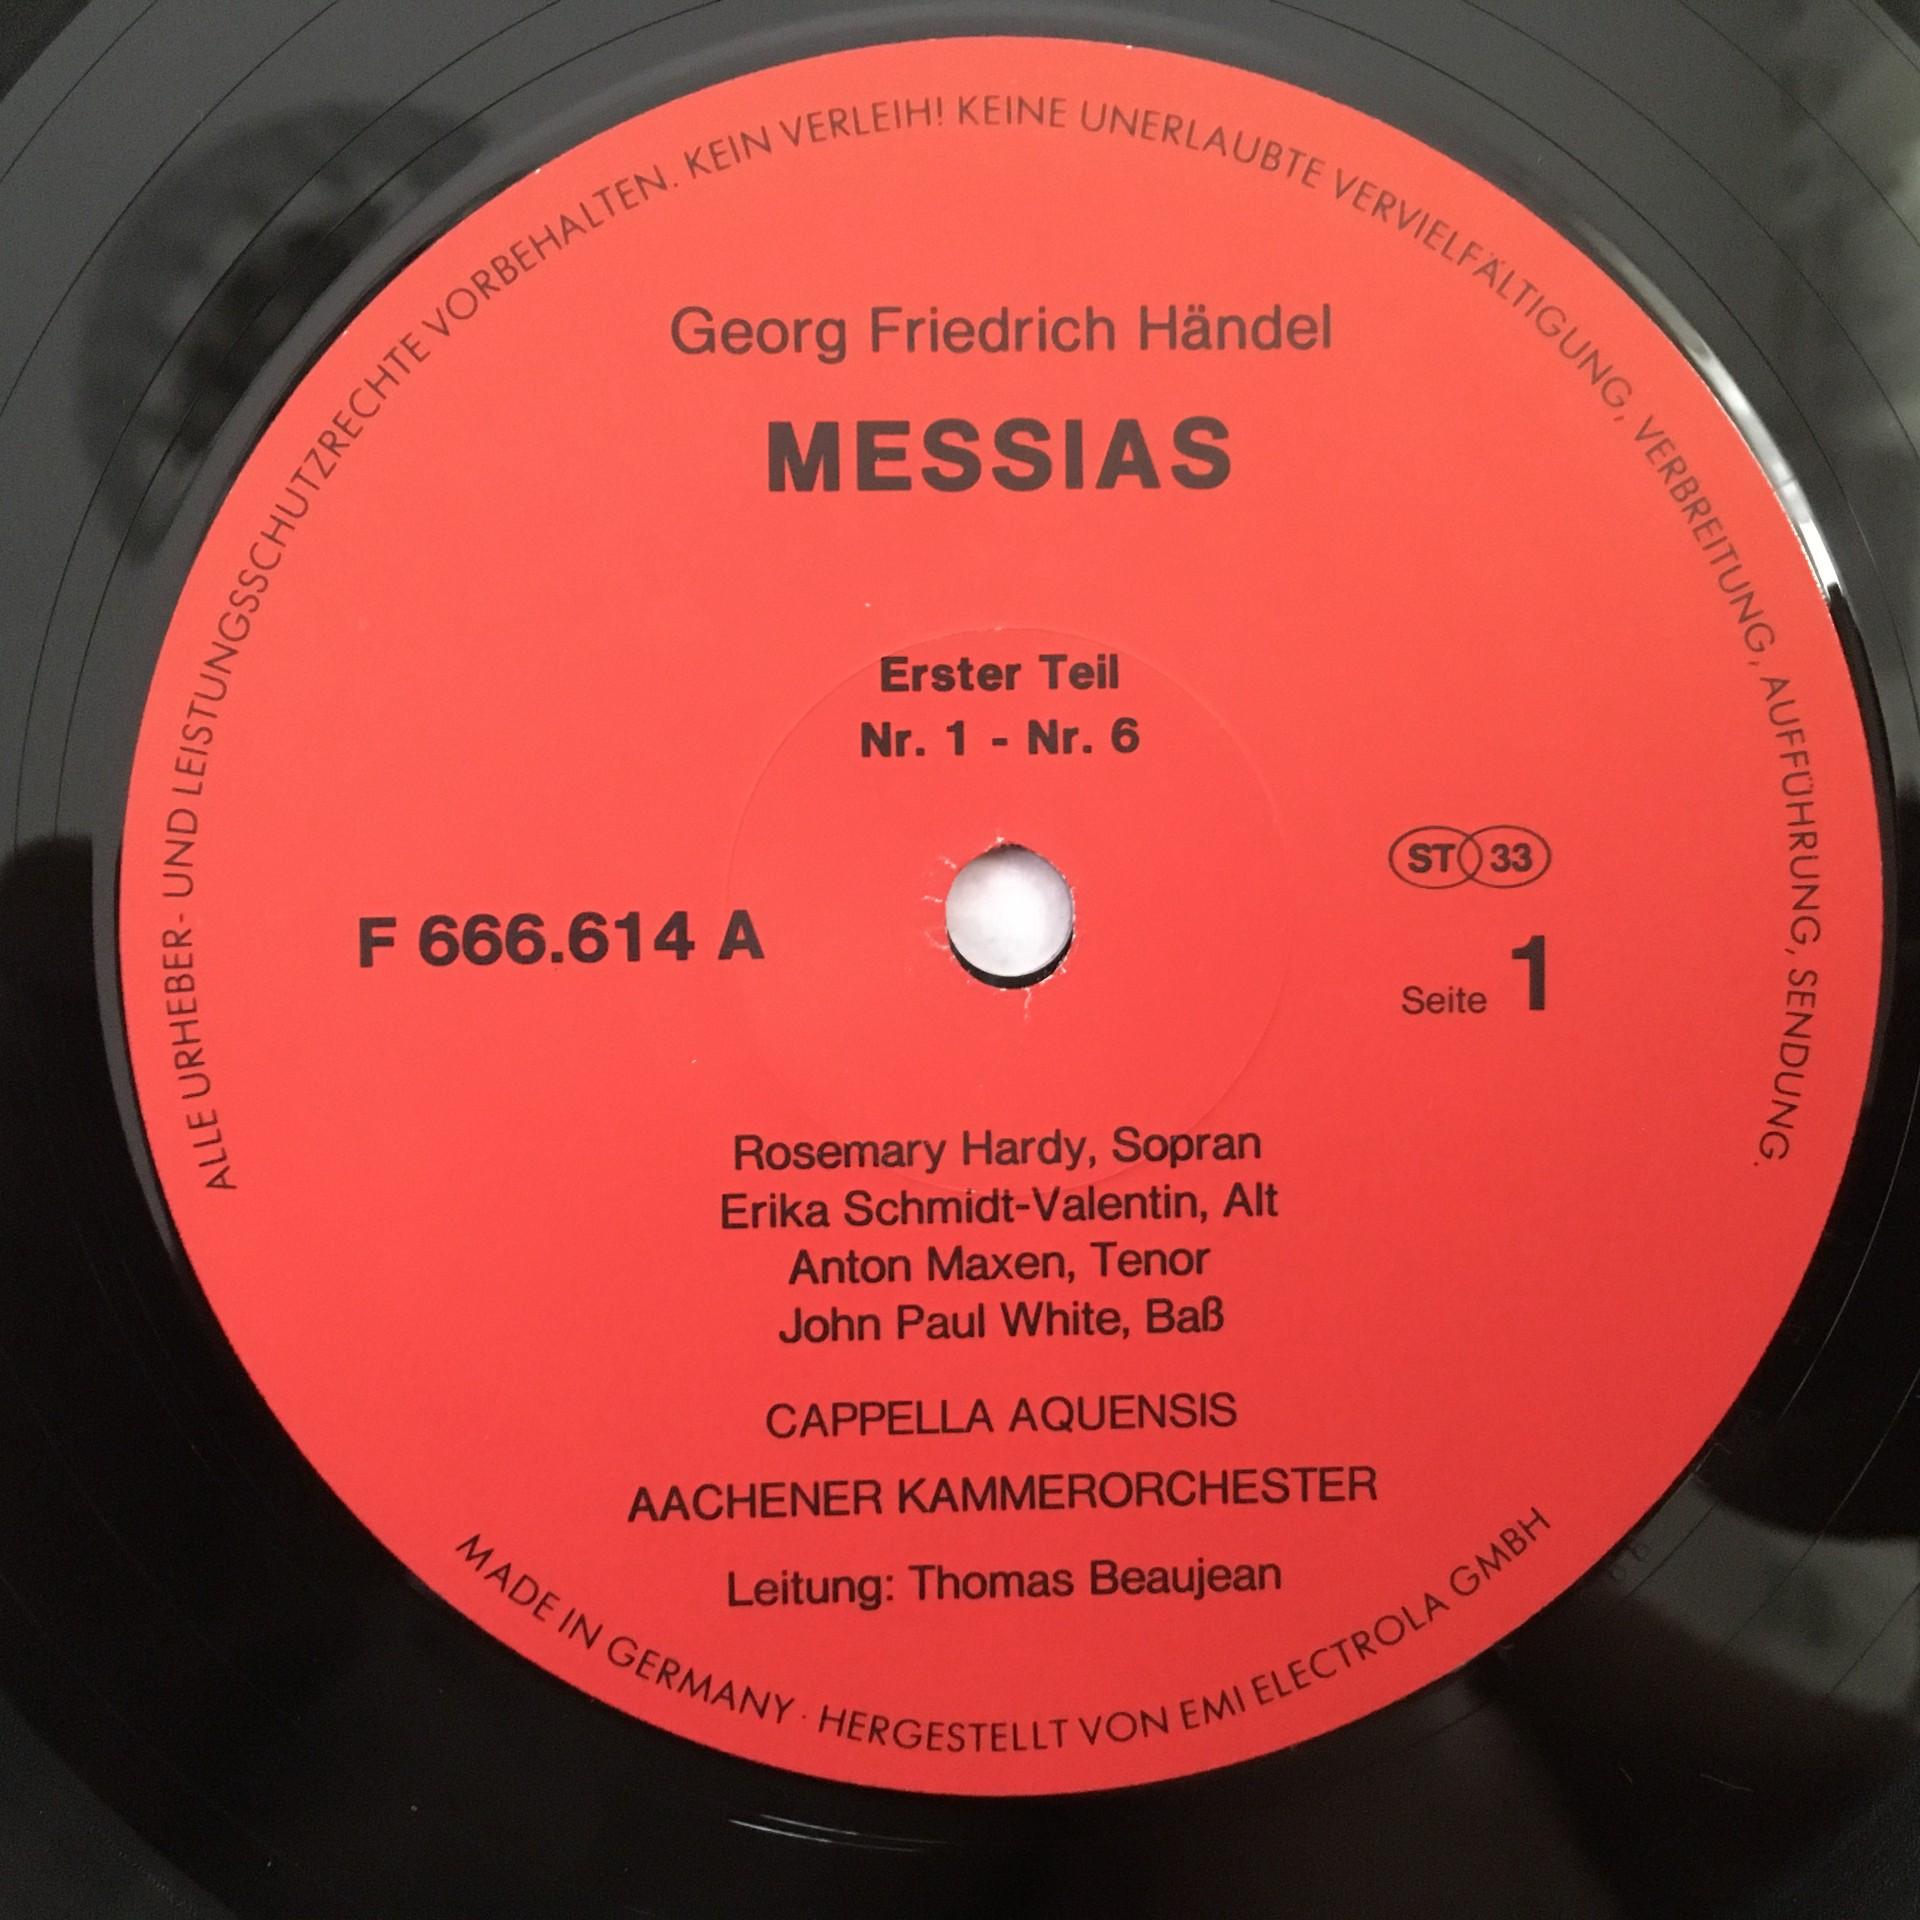 ALLE URHEBER- UND LEISTUNGSSCHUTZRECHTE VORBEHALTEN. KEIN VERLEIH! KEINE UNERLAUBTE VERVIELFÄLTIGUNG, VERBREITUNG, AUFFÜHRUNG, SENDUNG.
Georg Friedrich Händel
MESSIAS
Erster Teil
Nr. 1 - Nr. 6
ST 33
F 666.614 A
Seite 1
Rosemary Hardy, Sopran
Erika Schmidt-Valentin, Alt
Anton Maxen, Tenor
John Paul White, Baß
CAPPELLA AQUENSIS
AACHENER KAMMERORCHESTER
Leitung: Thomas Beaujean
MADE IN GERMANY · HERGESTELLT VON EMI ELECTROLA GMBH